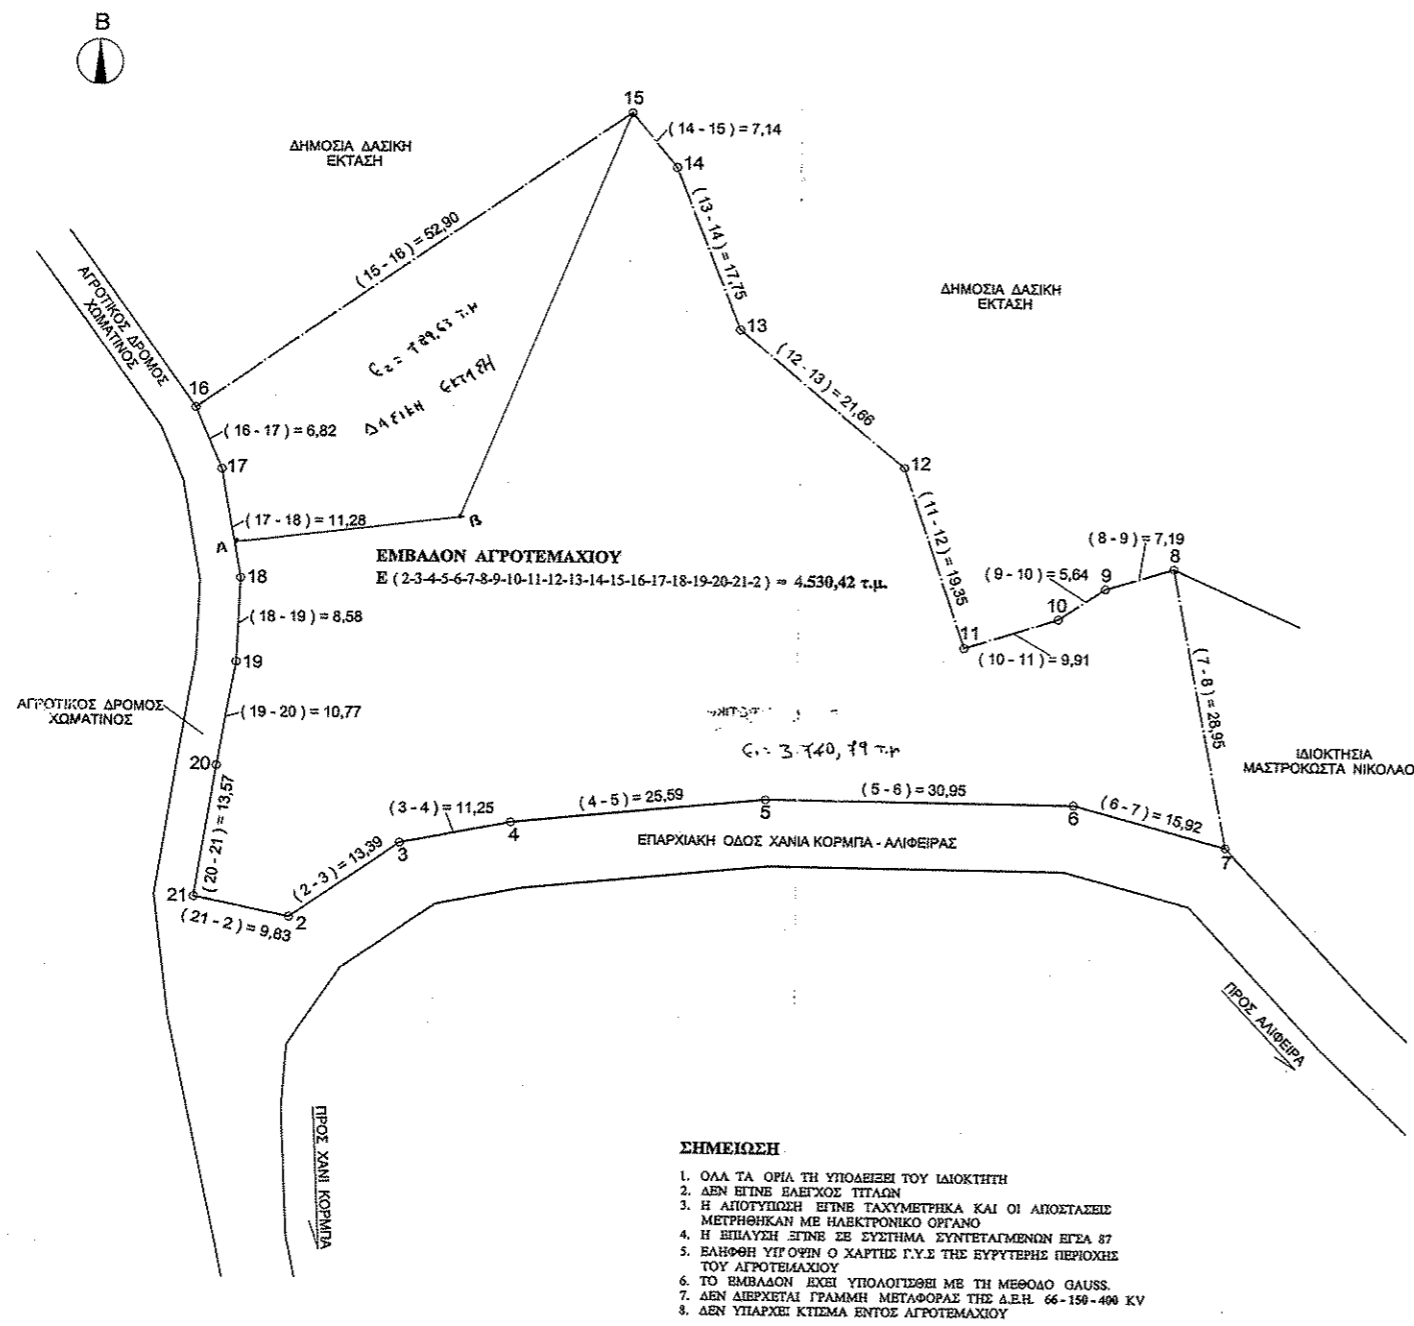 Β
15
( 14 - 15 ) = 7,14
ΔΗΜΟΣΙΑ ΔΑΣΙΚΗ
ΕΚΤΑΣΗ
14
( 13 - 14 ) = 17,75
( 15 - 16 ) = 52,90
ΔΗΜΟΣΙΑ ΔΑΣΙΚΗ
ΕΚΤΑΣΗ
ΑΓΡΟΤΙΚΟΣ ΔΡΟΜΟΣ
ΧΩΜΑΤΙΝΟΣ
13
( 12 - 13 ) = 21,66
Ε2 = 789,63 τ.μ
ΔΑΣΙΚΗ ΕΚΤΑΣΗ
16
( 16 - 17 ) = 6,82
17
12
( 17 - 18 ) = 11,28
Α
Β
( 11 - 12 ) = 19,35
( 8 - 9 ) = 7,19
8
ΕΜΒΑΔΟΝ ΑΓΡΟΤΕΜΑΧΙΟΥ
Ε ( 2-3-4-5-6-7-8-9-10-11-12-13-14-15-16-17-18-19-20-21-2 ) = 4.530,42 τ.μ.
18
( 9 - 10 ) = 5,64
9
10
( 18 - 19 ) = 8,58
11
( 10 - 11 ) = 9,91
19
( 7 - 8 ) = 28,95
ΑΓΡΟΤΙΚΟΣ ΔΡΟΜΟΣ
ΧΩΜΑΤΙΝΟΣ
( 19 - 20 ) = 10,77
Ε1 = 3.740,79 τ.μ
ΙΔΙΟΚΤΗΣΙΑ
ΜΑΣΤΡΟΚΩΣΤΑ ΝΙΚΟΛΑΟ
20
( 20 - 21 ) = 13,57
( 3 - 4 ) = 11,25
( 4 - 5 ) = 25,59
( 5 - 6 ) = 30,95
( 6 - 7 ) = 15,92
3
4
5
6
7
ΕΠΑΡΧΙΑΚΗ ΟΔΟΣ ΧΑΝΙΑ ΚΟΡΜΠΑ - ΑΛΙΦΕΙΡΑΣ
( 2 - 3 ) = 13,39
21
( 21 - 2 ) = 9,83
2
ΠΡΟΣ ΑΛΙΦΕΙΡΑ
ΠΡΟΣ ΧΑΝΙ ΚΟΡΜΠΑ
ΣΗΜΕΙΩΣΗ
1. ΟΛΑ ΤΑ ΟΡΙΑ ΤΗ ΥΠΟΔΕΙΞΕΙ ΤΟΥ ΙΔΙΟΚΤΗΤΗ
2. ΔΕΝ ΕΓΙΝΕ ΕΛΕΓΧΟΣ ΤΙΤΛΩΝ
3. Η ΑΠΟΤΥΠΩΣΗ ΕΓΙΝΕ ΤΑΧΥΜΕΤΡΙΚΑ ΚΑΙ ΟΙ ΑΠΟΣΤΑΣΕΙΣ
ΜΕΤΡΗΘΗΚΑΝ ΜΕ ΗΛΕΚΤΡΟΝΙΚΟ ΟΡΓΑΝΟ
4. Η ΕΠΙΛΥΣΗ ΕΓΙΝΕ ΣΕ ΣΥΣΤΗΜΑ ΣΥΝΤΕΤΑΓΜΕΝΩΝ ΕΓΣΑ 87
5. ΕΛΗΦΘΗ ΥΠ' ΟΨΙΝ Ο ΧΑΡΤΗΣ Γ.Υ.Σ ΤΗΣ ΕΥΡΥΤΕΡΗΣ ΠΕΡΙΟΧΗΣ
ΤΟΥ ΑΓΡΟΤΕΜΑΧΙΟΥ
6. ΤΟ ΕΜΒΑΔΟΝ ΕΧΕΙ ΥΠΟΛΟΓΙΣΘΕΙ ΜΕ ΤΗ ΜΕΘΟΔΟ GAUSS.
7. ΔΕΝ ΔΙΕΡΧΕΤΑΙ ΓΡΑΜΜΗ ΜΕΤΑΦΟΡΑΣ ΤΗΣ Δ.Ε.Η. 66 - 150 - 400 KV
8. ΔΕΝ ΥΠΑΡΧΕΙ ΚΤΙΣΜΑ ΕΝΤΟΣ ΑΓΡΟΤΕΜΑΧΙΟΥ